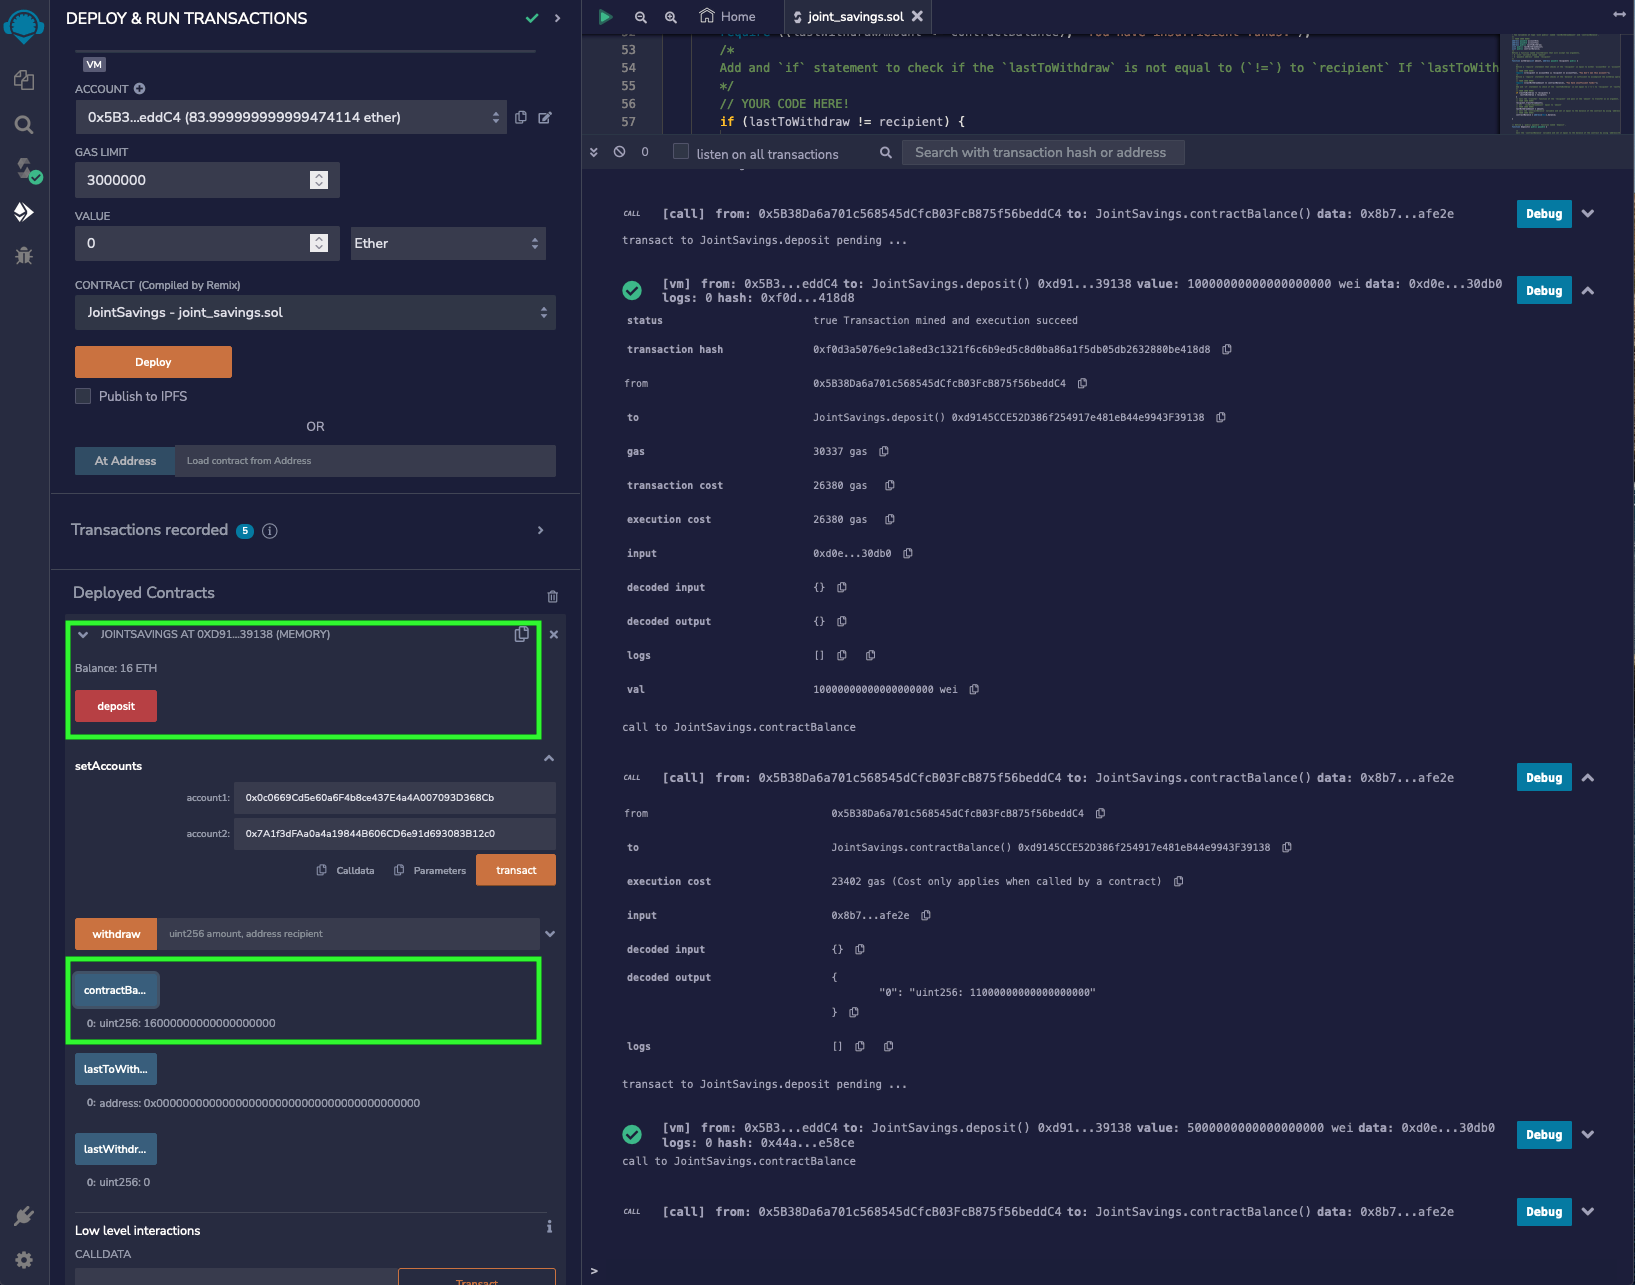 DEPLOY & RUN TRANSACTIONS
VM
ACCOUNT
0x5B3...eddC4 (83.999999999999474114 ether)
GAS LIMIT
3000000
VALUE
0
Ether
CONTRACT (Compiled by Remix)
JointSavings - joint_savings.sol
Deploy
Publish to IPFS
OR
At Address
Load contract from Address
Transactions recorded 5 i
Deployed Contracts
JOINTSAVINGS AT 0XD91...39138 (MEMORY)
Balance: 16 ETH
deposit
setAccounts
account1: 0x0c0669Cd5e60a6F4b8ce437E4a4A007093D368Cb
account2: 0x7A1f3dFAa0a4a19844B606CD6e91d693083B12c0
Calldata Parameters transact
withdraw uint256 amount, address recipient
contractBa...
0: uint256: 16000000000000000000
lastToWith...
0: address: 0x0000000000000000000000000000000000000000
lastWithdr...
0: uint256: 0
Low level interactions
CALLDATA
Transact
Home
joint_savings.sol
53 /*
54 Add and `if` statement to check if the `lastToWithdraw` is not equal to (`!=`) to `recipient` If `lastToWith
55 */
56 // YOUR CODE HERE!
57 if (lastToWithdraw != recipient) {
0
listen on all transactions
Search with transaction hash or address
CALL [call] from: 0x5B38Da6a701c568545dCfcB03FcB875f56beddC4 to: JointSavings.contractBalance() data: 0x8b7...afe2e Debug
transact to JointSavings.deposit pending ...
[vm] from: 0x5B3...eddC4 to: JointSavings.deposit() 0xd91...39138 value: 10000000000000000000 wei data: 0xd0e...30db0 Debug
logs: 0 hash: 0xf0d...418d8
status true Transaction mined and execution succeed
transaction hash 0xf0d3a5076e9c1a8ed3c1321f6c6b9ed5c8d0ba86a1f5db05db2632880be418d8
from 0x5B38Da6a701c568545dCfcB03FcB875f56beddC4
to JointSavings.deposit() 0xd9145CCE52D386f254917e481eB44e9943F39138
gas 30337 gas
transaction cost 26380 gas
execution cost 26380 gas
input 0xd0e...30db0
decoded input {}
decoded output {}
logs []
val 10000000000000000000 wei
call to JointSavings.contractBalance
CALL [call] from: 0x5B38Da6a701c568545dCfcB03FcB875f56beddC4 to: JointSavings.contractBalance() data: 0x8b7...afe2e Debug
from 0x5B38Da6a701c568545dCfcB03FcB875f56beddC4
to JointSavings.contractBalance() 0xd9145CCE52D386f254917e481eB44e9943F39138
execution cost 23402 gas (Cost only applies when called by a contract)
input 0x8b7...afe2e
decoded input {}
decoded output {
"0": "uint256: 11000000000000000000"
}
logs []
transact to JointSavings.deposit pending ...
[vm] from: 0x5B3...eddC4 to: JointSavings.deposit() 0xd91...39138 value: 5000000000000000000 wei data: 0xd0e...30db0 Debug
logs: 0 hash: 0x44a...e58ce
call to JointSavings.contractBalance
CALL [call] from: 0x5B38Da6a701c568545dCfcB03FcB875f56beddC4 to: JointSavings.contractBalance() data: 0x8b7...afe2e Debug
>